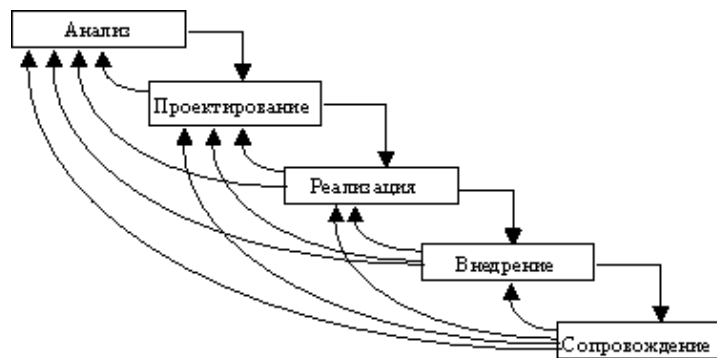 Анализ
Проектирование
Реализация
Внедрение
Сопровождение